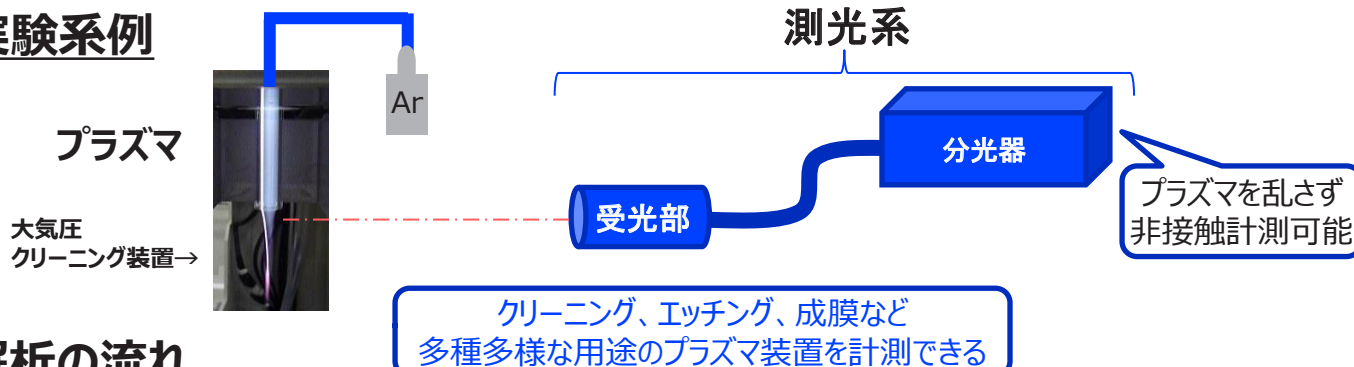 実験系例
測光系
Ar
プラズマ
分光器
受光部
プラズマを乱さず
非接触計測可能
大気圧
クリーニング装置→
クリーニング、エッチング、成膜など
多種多様な用途のプラズマ装置を計測できる
解析の流れ